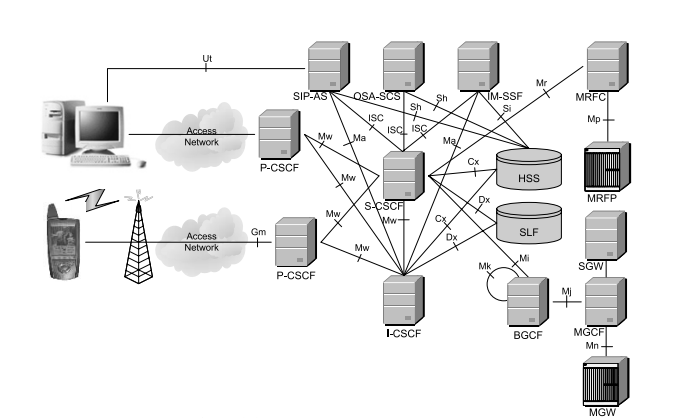 Ut
SIP-AS
OSA-SCS
IM-SSF
Mr
MRFC
Sh
Sh
Si
ISC
ISC
ISC
Mp
Access
Network
P-CSCF
Mw
Ma
Ma
Cx
HSS
MRFP
Mw
S-CSCF
Mw
Mw
Cx
Dx
Dx
SLF
Access
Network
Gm
P-CSCF
Mw
Mk
Mi
SGW
I-CSCF
BGCF
Mj
MGCF
Mn
MGW